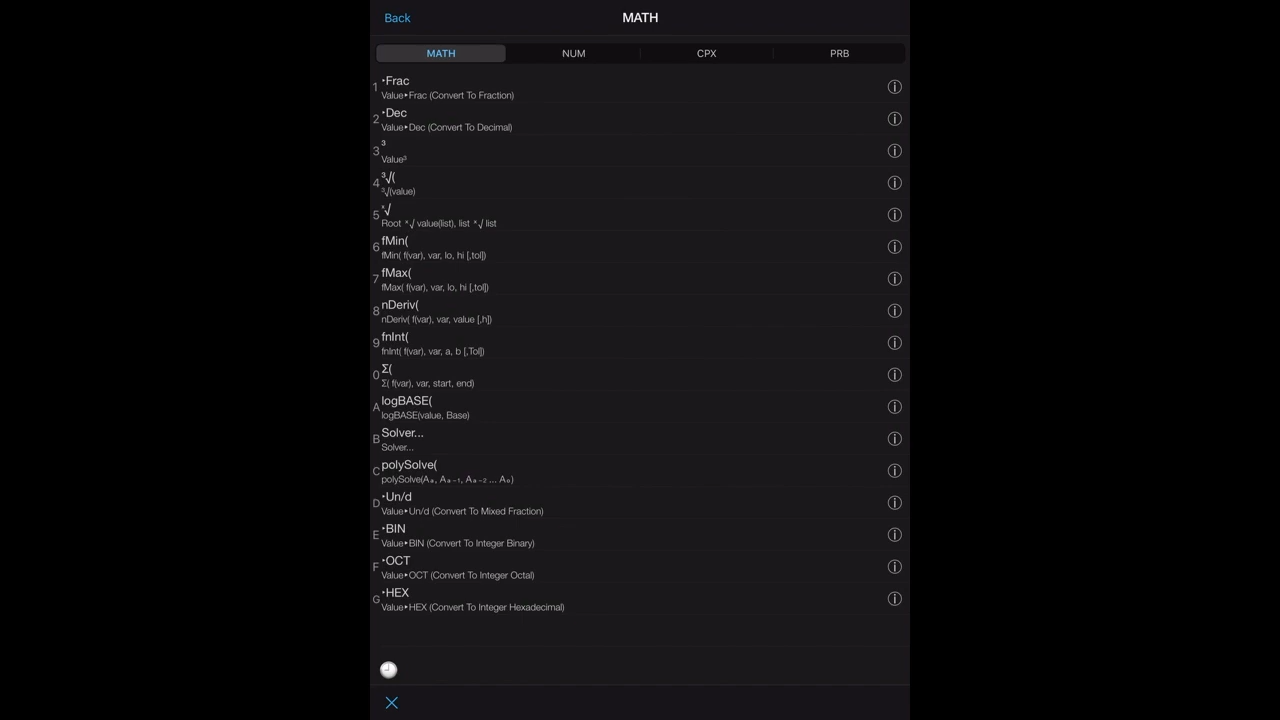 Back
MATH
MATH NUM CPX PRB
1 ‣Frac
Value‣Frac (Convert To Fraction)
2 ‣Dec
Value‣Dec (Convert To Decimal)
3 ³
Value³
4 ³√(
³√(value)
5 ˣ√
Root ˣ√ value(list), list ˣ√ list
6 fMin(
fMin( f(var), var, lo, hi [,tol])
7 fMax(
fMax( f(var), var, lo, hi [,tol])
8 nDeriv(
nDeriv( f(var), var, value [,h])
9 fnInt(
fnInt( f(var), var, a, b [,Tol])
0 Σ(
Σ( f(var), var, start, end)
A logBASE(
logBASE(value, Base)
B Solver...
Solver...
C polySolve(
polySolve(Aₐ, Aₐ₋₁, Aₐ₋₂ ... A₀)
D ‣Un/d
Value‣Un/d (Convert To Mixed Fraction)
E ‣BIN
Value‣BIN (Convert To Integer Binary)
F ‣OCT
Value‣OCT (Convert To Integer Octal)
G ‣HEX
Value‣HEX (Convert To Integer Hexadecimal)